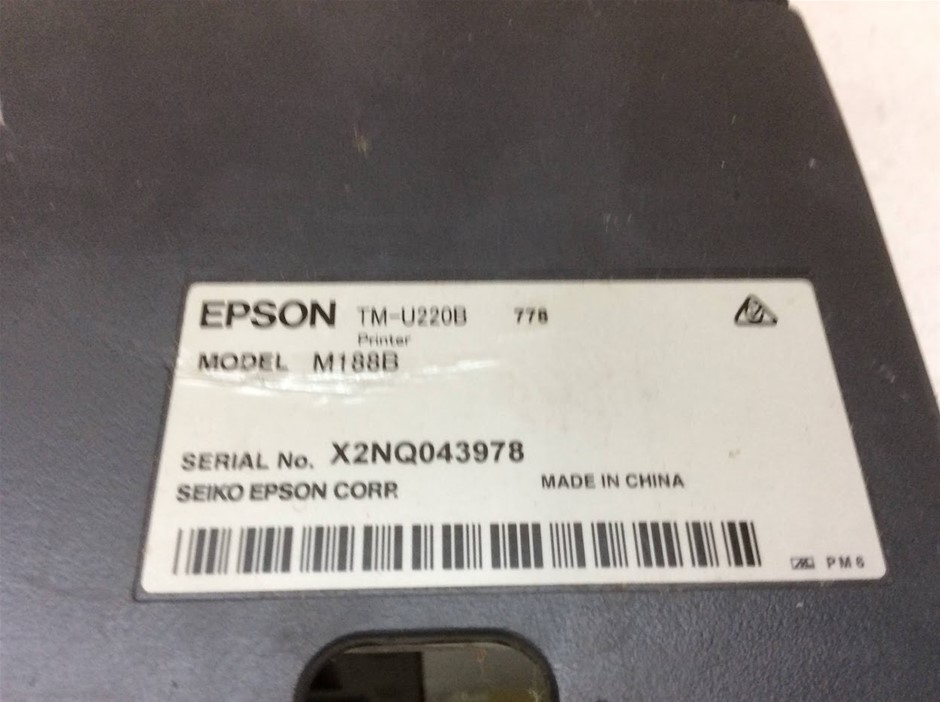 EPSON TM-U220B 778
Printer
MODEL M188B
SERIAL No. X2NQ043978
SEIKO EPSON CORP.
MADE IN CHINA
PM6